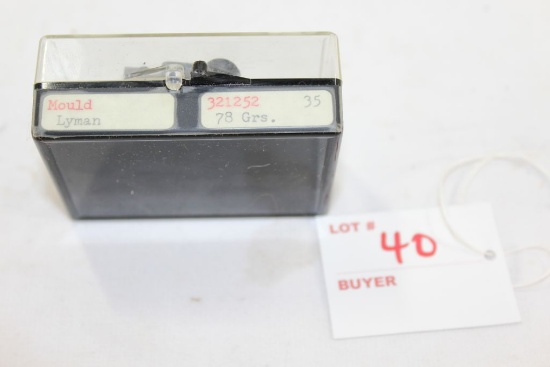 Mould
Lyman
321252 35
78 Grs.
LOT # 40
BUYER